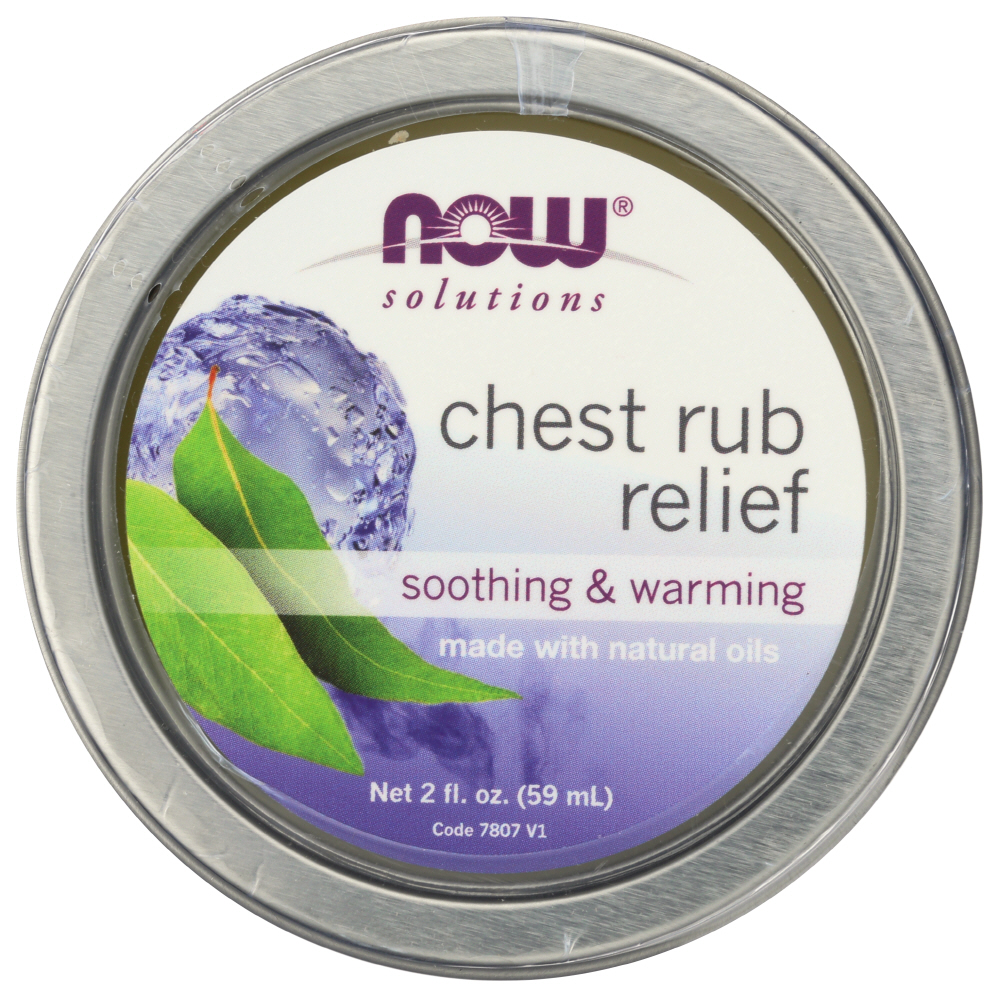 now®
solutions
chest rub
relief
soothing & warming
made with natural oils
Net 2 fl. oz. (59 mL)
Code 7807 V1